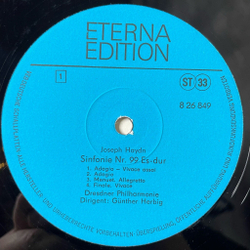 ETERNA
EDITION
1
ST 33
8 26 849
Joseph Haydn
Sinfonie Nr. 99 Es-dur
1. Adagio — Vivace assai
2. Adagio
3. Menuet. Allegretto
4. Finale. Vivace
Dresdner Philharmonie
Dirigent: Günther Herbig